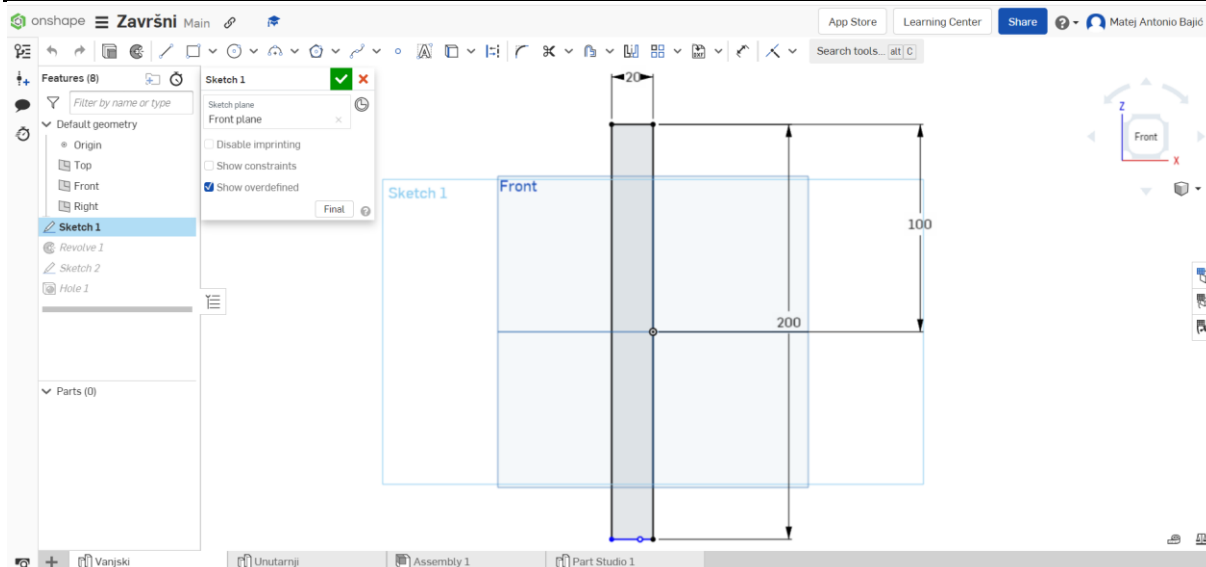 onshape Završni Main App Store Learning Center Share Matej Antonio Bajić
Search tools... alt C
Features (8) Sketch 1
Filter by name or type
Sketch plane
Front plane
Default geometry
Origin
Disable imprinting
Top
Show constraints
Front
Show overdefined
Right
Final
Sketch 1
Revolve 1
Sketch 2
Hole 1
Parts (0)
20
Sketch 1
Front
100
200
Z
Front
X
Vanjski Unutarnji Assembly 1 Part Studio 1